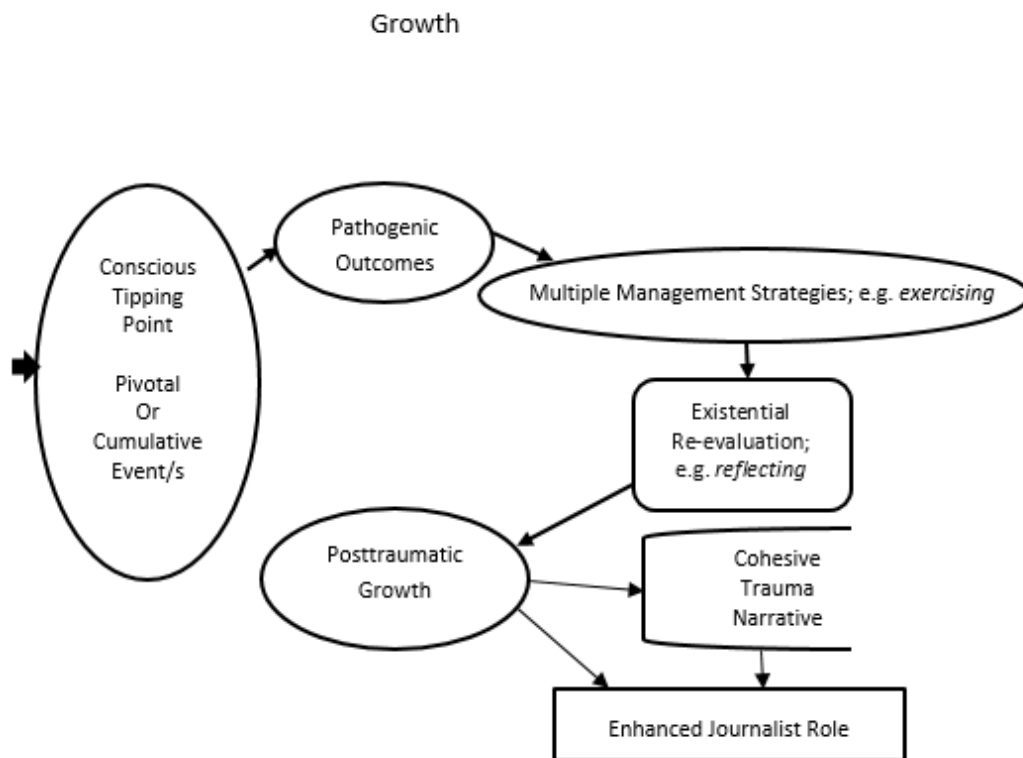 Growth
Conscious
Tipping
Point
Pivotal
Or
Cumulative
Event/s
Pathogenic
Outcomes
Multiple Management Strategies; e.g. exercising
Existential
Re-evaluation;
e.g. reflecting
Posttraumatic
Growth
Cohesive
Trauma
Narrative
Enhanced Journalist Role